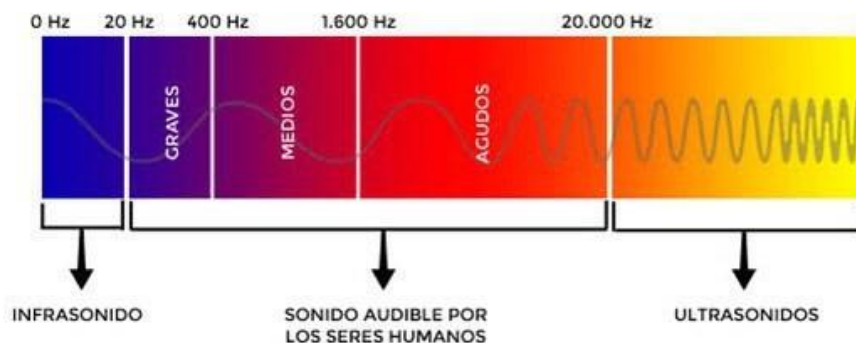 0 Hz 20 Hz 400 Hz 1.600 Hz 20.000 Hz
GRAVES
MEDIOS
AGUDOS
INFRASONIDO
SONIDO AUDIBLE POR
LOS SERES HUMANOS
ULTRASONIDOS